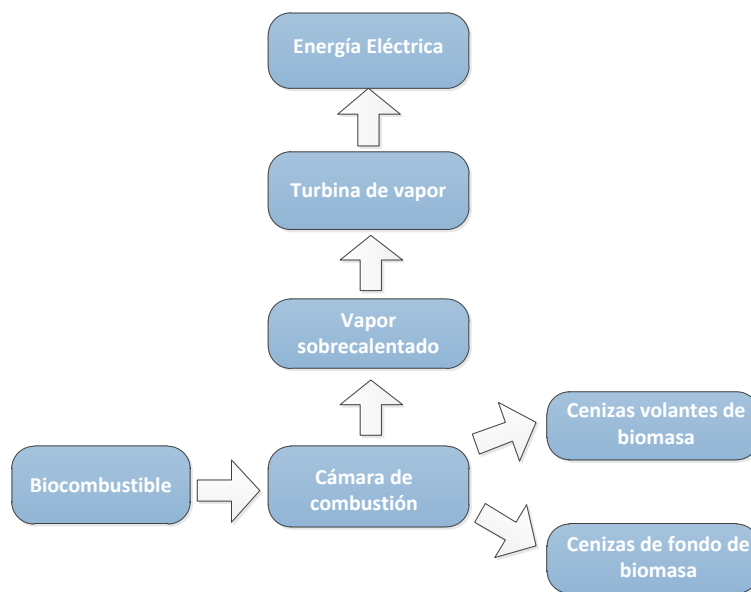 Energía Eléctrica
Turbina de vapor
Vapor
sobrecalentado
Cenizas volantes de
biomasa
Biocombustible
Cámara de
combustión
Cenizas de fondo de
biomasa